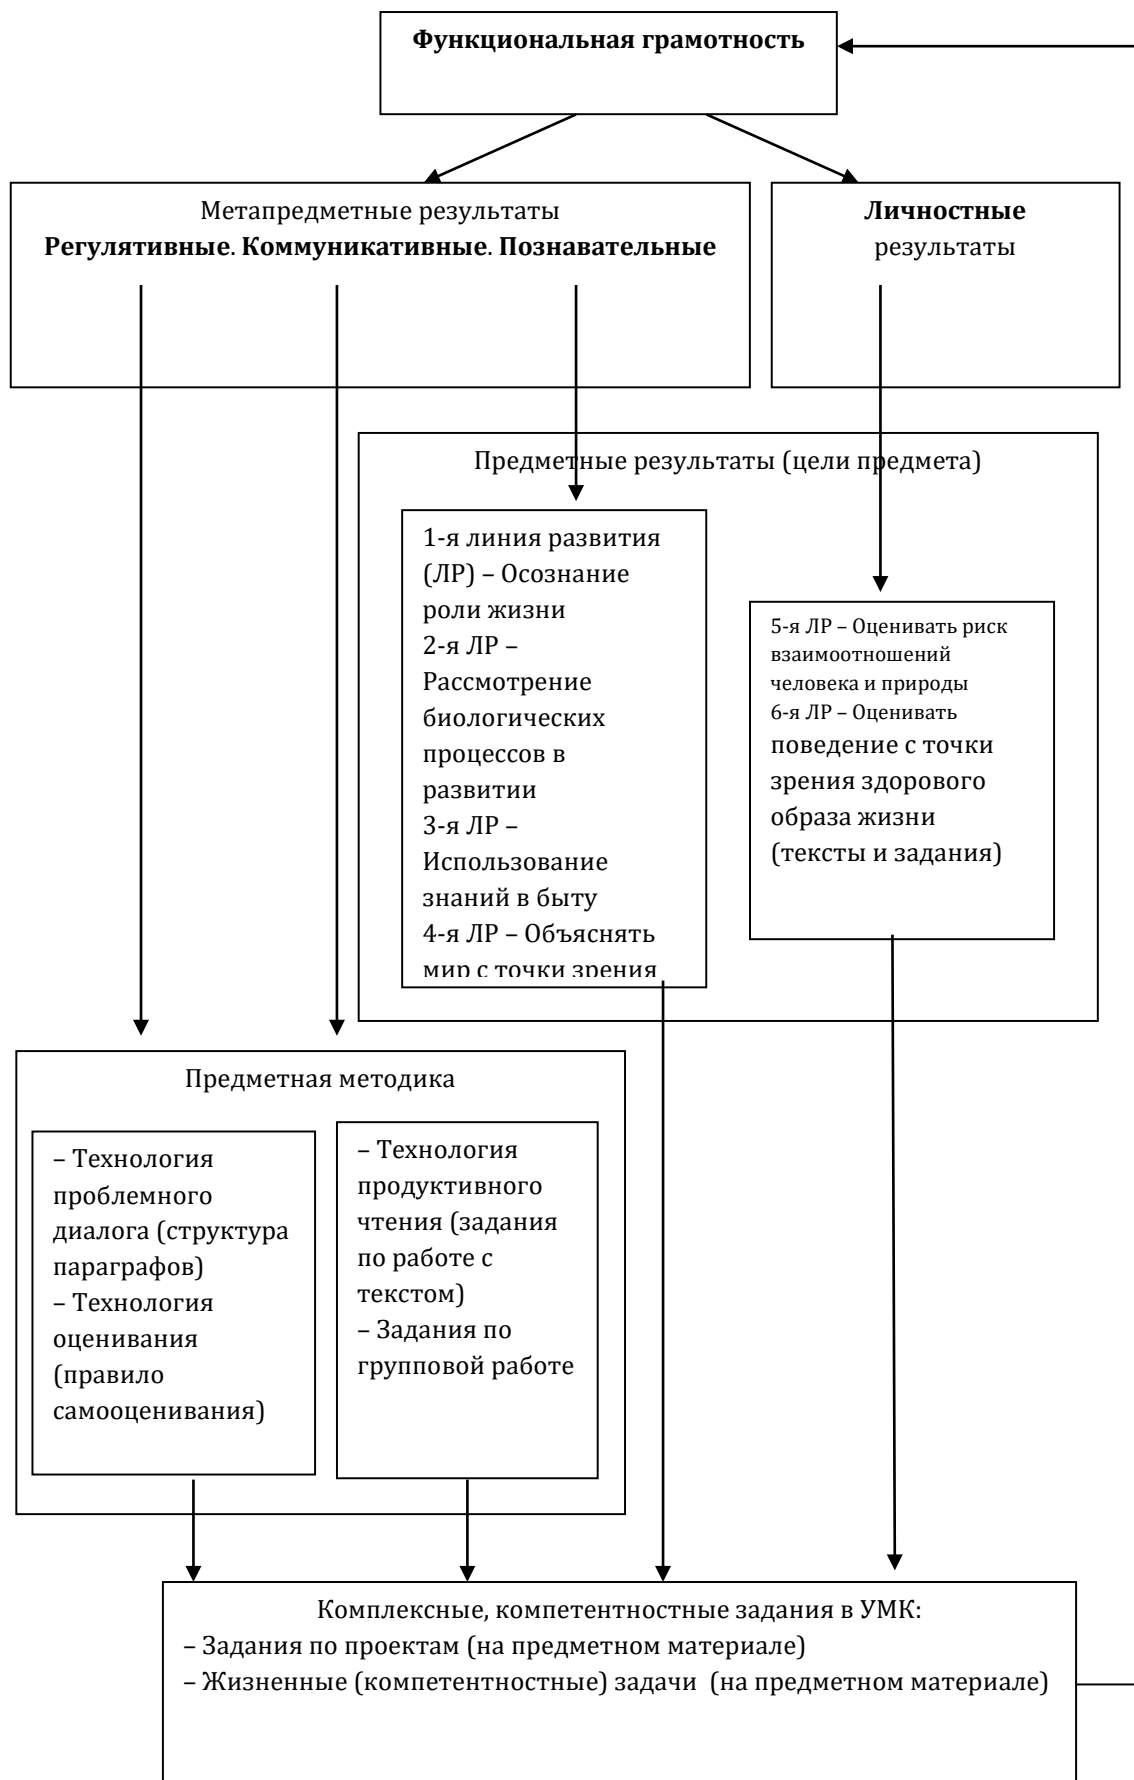 Функциональная грамотность
Метапредметные результаты
Регулятивные. Коммуникативные. Познавательные
Личностные
результаты
Предметные результаты (цели предмета)
1-я линия развития
(ЛР) – Осознание
роли жизни
2-я ЛР –
Рассмотрение
биологических
процессов в
развитии
3-я ЛР –
Использование
знаний в быту
4-я ЛР – Объяснять
мир с точки зрения
5-я ЛР – Оценивать риск
взаимоотношений
человека и природы
6-я ЛР – Оценивать
поведение с точки
зрения здорового
образа жизни
(тексты и задания)
Предметная методика
– Технология
проблемного
диалога (структура
параграфов)
– Технология
оценивания
(правило
самооценивания)
– Технология
продуктивного
чтения (задания
по работе с
текстом)
– Задания по
групповой работе
Комплексные, компетентностные задания в УМК:
– Задания по проектам (на предметном материале)
– Жизненные (компетентностные) задачи  (на предметном материале)